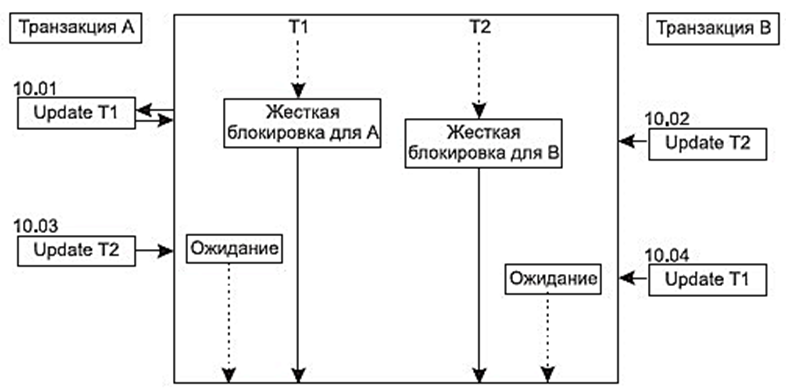 Транзакция А
T1
T2
Транзакция В
10.01
Update T1
Жесткая
блокировка для А
Жесткая
блокировка для В
10.02
Update T2
10.03
Update T2
Ожидание
10.04
Update T1
Ожидание